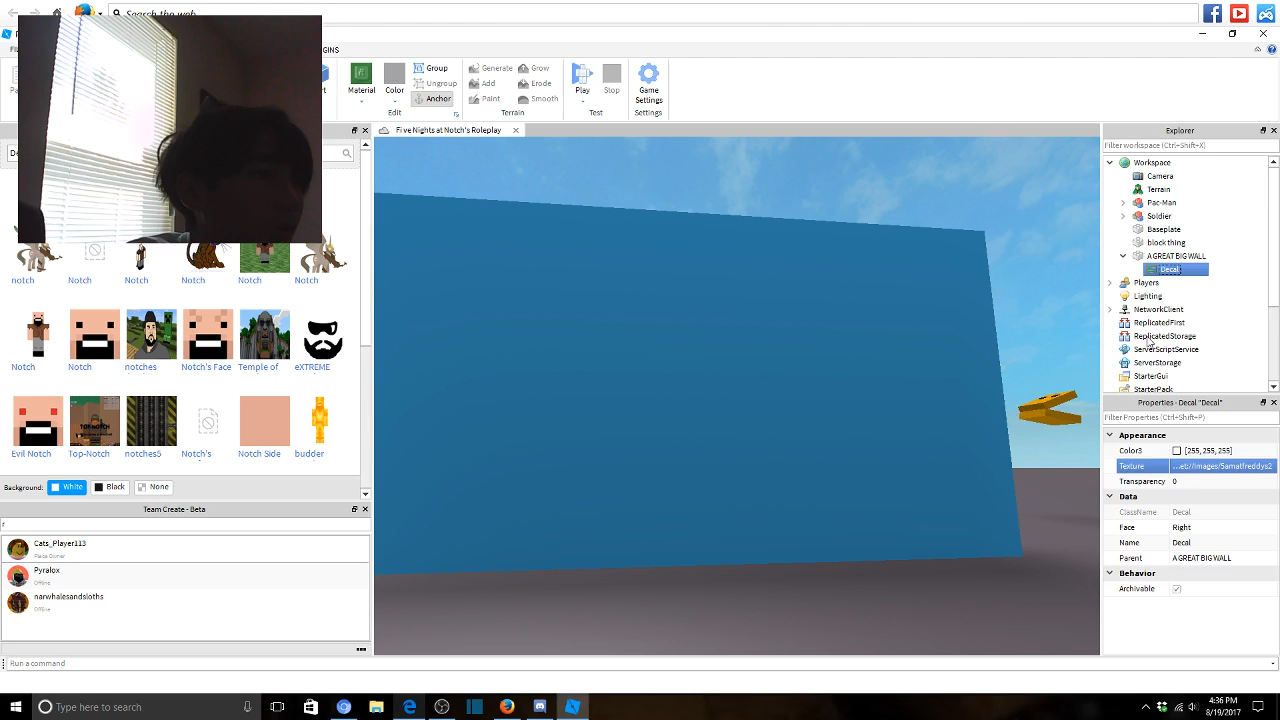 Search the web
GINS
Material
Color
Group
Ungroup
Anchor
Edit
Generate
Grow
Add
Erode
Paint
Smooth
Terrain
Play
Stop
Test
Game
Settings
Settings
Five Nights at Notch's Roleplay
notch
Notch
Notch
Notch
Notch
Notch
Notch
notches
Notch's Face
Temple of
eXTREME
Evil Notch
Top-Notch
notches5
Notch's
Notch Side
budder
Background:
White
Black
None
Team Create - Beta
r
Cats_Player113
Place Owner
Pyralox
Offline
narwhalesandsloths
Offline
Run a command
Explorer
Filter workspace (Ctrl+Shift+X)
Workspace
Camera
Terrain
Pac-Man
Soldier
Baseplate
block thing
A GREAT BIG WALL
Decal
Players
Lighting
NetworkClient
ReplicatedFirst
ReplicatedStorage
ServerScriptService
ServerStorage
StarterGui
StarterPack
Properties - Decal "Decal"
Filter Properties (Ctrl+Shift+P)
Appearance
Color3 [255, 255, 255]
Texture ...et://Images/5amatfreddys2
Transparency 0
Data
ClassName Decal
Face Right
Name Decal
Parent A GREAT BIG WALL
Behavior
Archivable
Type here to search
4:36 PM
8/19/2017